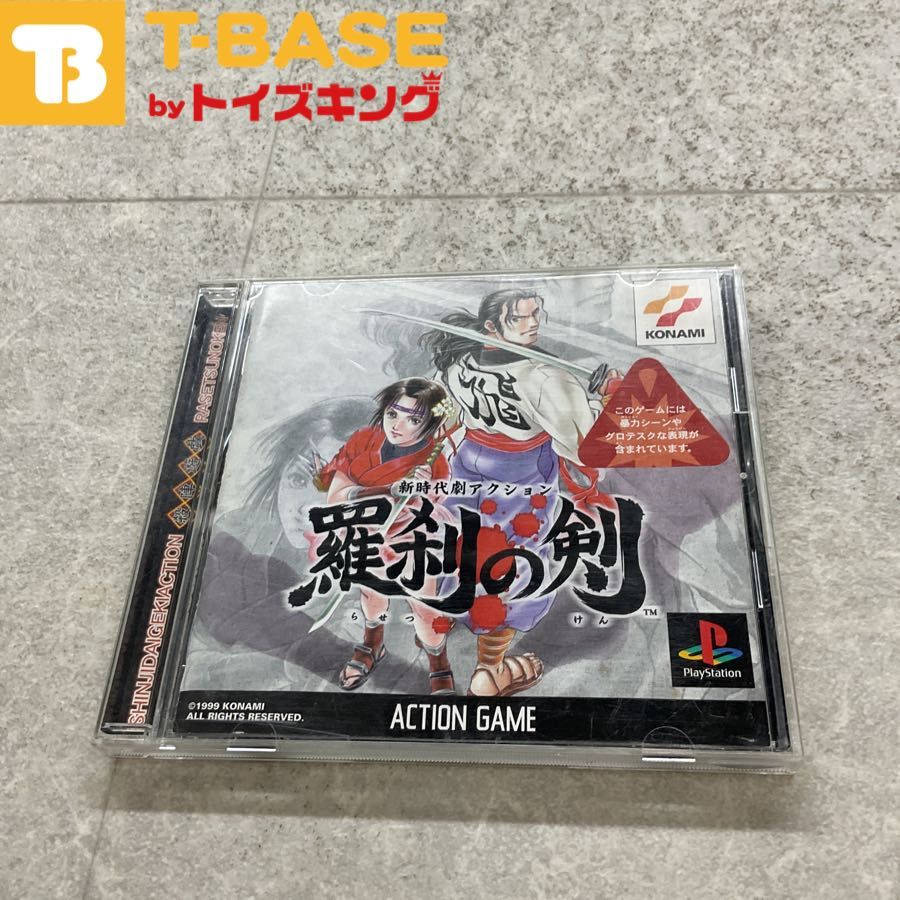 T-BASE
by トイズキング
SHINJIDAIGEKIACTION
RASETSUNOKEN
龍
KONAMI
このゲームには
暴力シーンや
グロテスクな表現が
含まれています。
新時代劇アクション
羅刹の剣
らせつ けん
TM
PlayStation
©1999 KONAMI
ALL RIGHTS RESERVED.
ACTION GAME